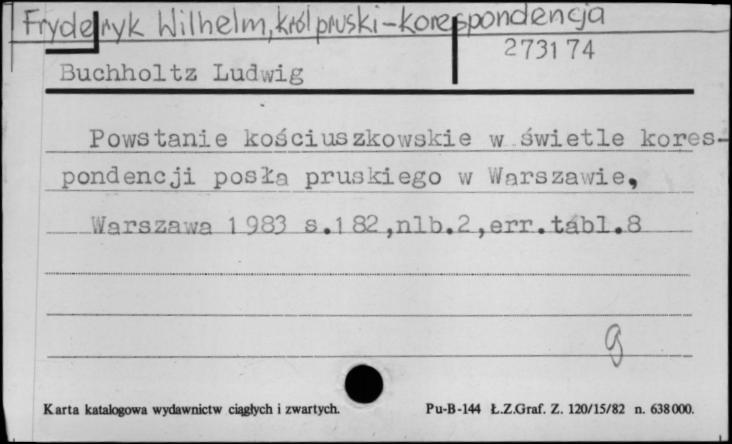 Fryderyk Wilhelm, król pruski - korespondencja
273174
Buchholtz Ludwig
Powstanie kościuszkowskie w świetle kores-
pondencji posła pruskiego w Warszawie,
Warszawa 1983 s.182,nlb.2,err.tabl.8
g
Karta katalogowa wydawnictw ciągłych i zwartych.
Pu-B-144 Ł.Z.Graf. Z. 120/15/82 n. 638000.